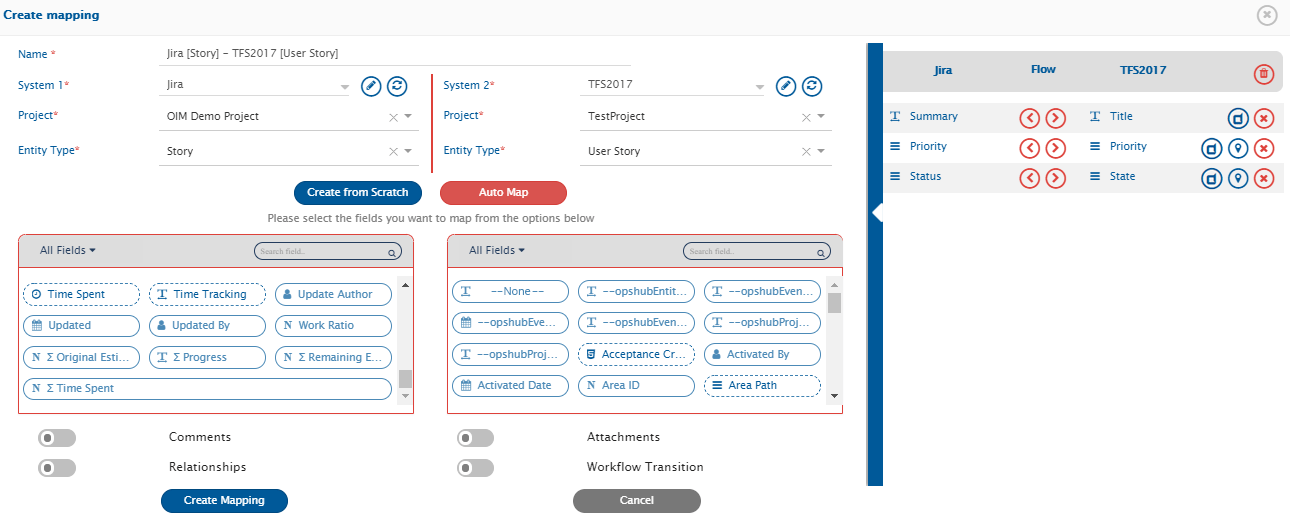 Create mapping
Name *
Jira [Story] - TFS2017 [User Story]
System 1*
Jira
System 2*
TFS2017
Project*
OIM Demo Project
Project*
TestProject
Entity Type*
Story
Entity Type*
User Story
Create from Scratch
Auto Map
Please select the fields you want to map from the options below
All Fields
Search field..
Time Spent
Time Tracking
Update Author
Updated
Updated By
N Work Ratio
N Σ Original Esti...
Σ Progress
N Σ Remaining E...
N Σ Time Spent
All Fields
Search field..
--None--
--opshubEntit...
--opshubEven...
--opshubEve...
--opshubEven...
--opshubProj...
--opshubProj...
Acceptance Cr...
Activated By
Activated Date
N Area ID
Area Path
Comments
Attachments
Relationships
Workflow Transition
Create Mapping
Cancel
Jira
Flow
TFS2017
Summary
Title
Priority
Priority
Status
State